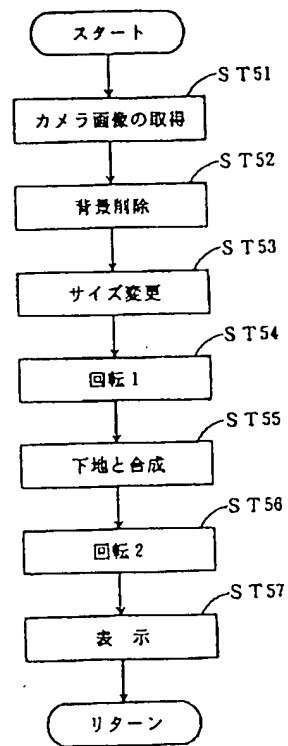 スタート
ST51
カメラ画像の取得
ST52
背景削除
ST53
サイズ変更
ST54
回転1
ST55
下地と合成
ST56
回転2
ST57
表示
リターン